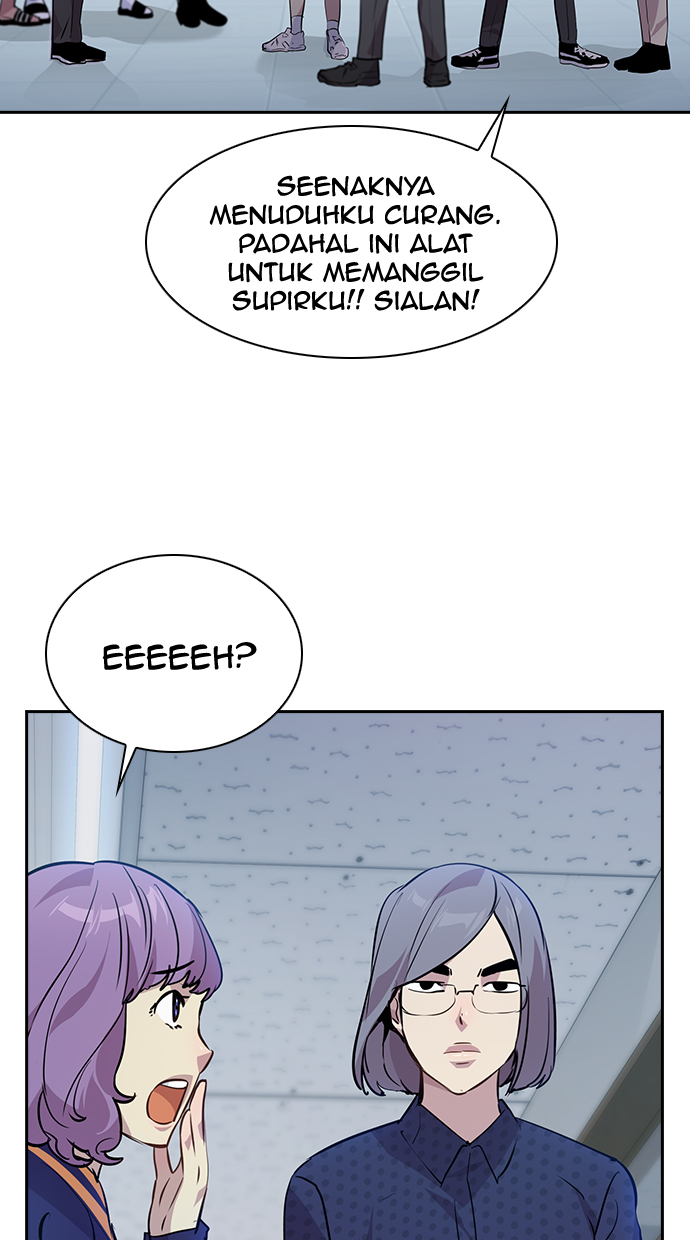 SEENAKNYA
MENUDUHKU CURANG.
PADAHAL INI ALAT
UNTUK MEMANGGIL
SUPIRKU!! SIALAN!
EEEEEH?